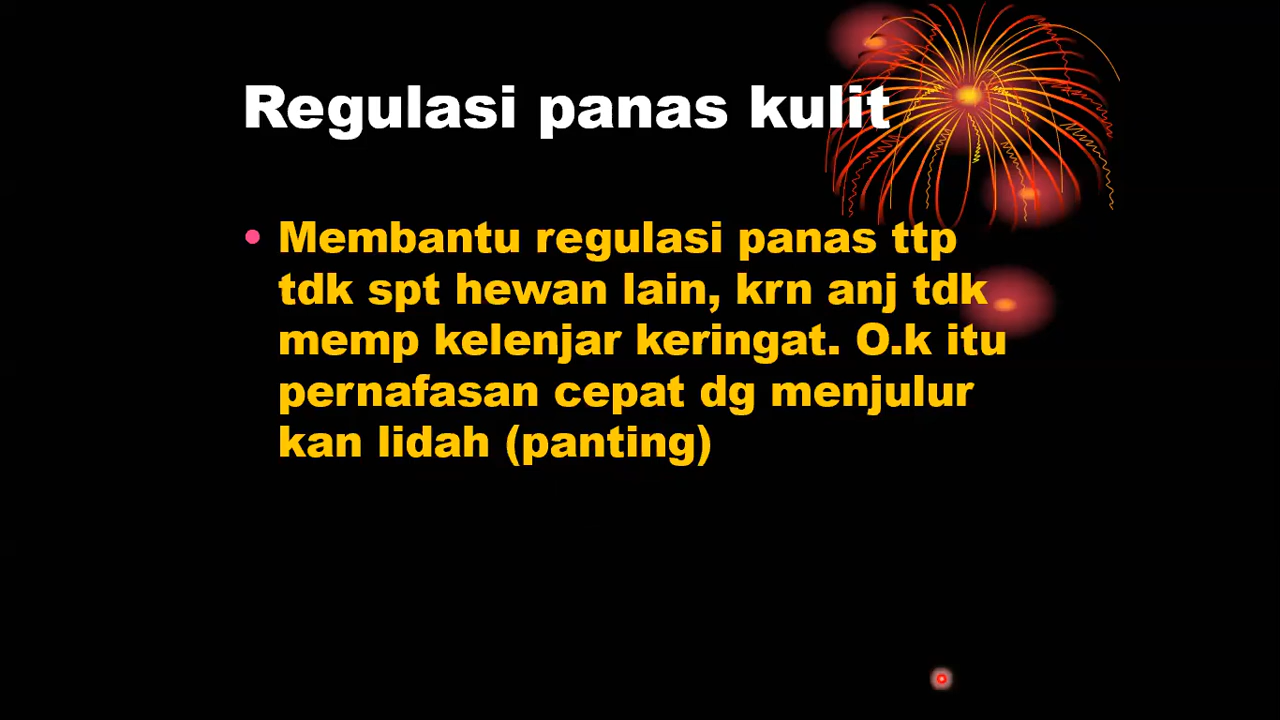 Regulasi panas kulit
• Membantu regulasi panas ttp
tdk spt hewan lain, krn anj tdk
memp kelenjar keringat. O.k itu
pernafasan cepat dg menjulur
kan lidah (panting)